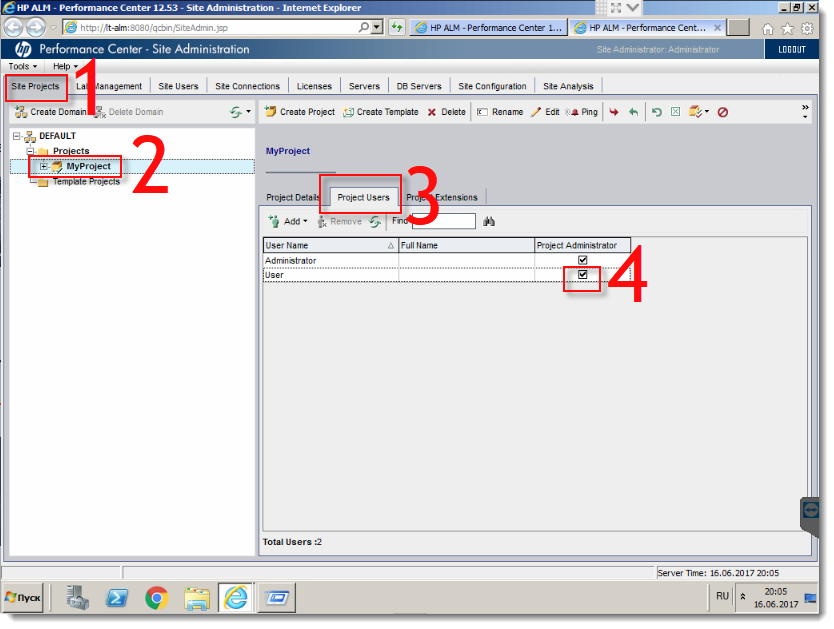 HP ALM - Performance Center 12.53 - Site Administration - Internet Explorer
http://lt-alm:8080/qcbin/SiteAdmin.jsp
HP ALM - Performance Center 1...
HP ALM - Performance Cent...
hp Performance Center - Site Administration
Site Administrator: Administrator
LOGOUT
Tools Help
1
Site Projects Lab Management Site Users Site Connections Licenses Servers DB Servers Site Configuration Site Analysis
Create Domain Delete Domain
Create Project Create Template Delete Rename Edit Ping
DEFAULT
Projects
MyProject
Template Projects
2
MyProject
Project Details Project Users Project Extensions
3
Add Remove Find
User Name Full Name Project Administrator
Administrator
User
4
Total Users :2
Server Time: 16.06.2017 20:05
Пуск
RU
20:05
16.06.2017